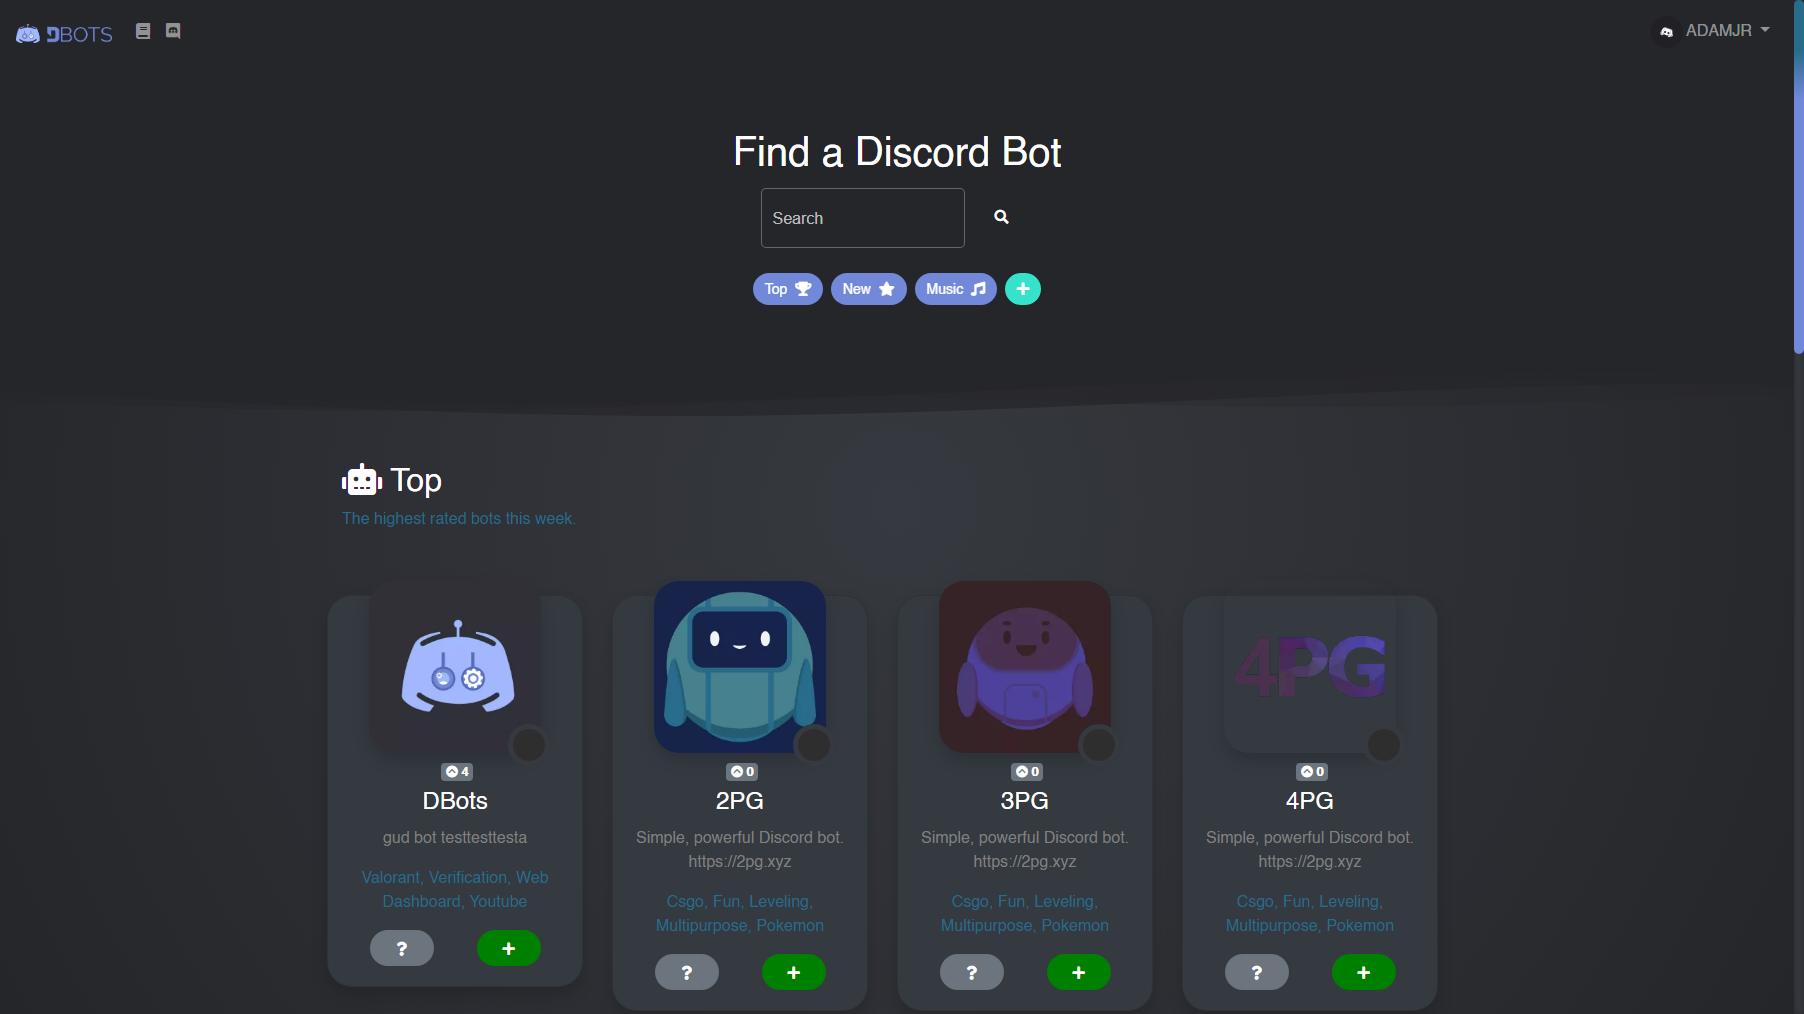 DBOTS
ADAMJR
Find a Discord Bot
Search
Top
New
Music
+
Top
The highest rated bots this week.
4PG
4
DBots
gud bot testtesttesta
Valorant, Verification, Web
Dashboard, Youtube
?
+
0
2PG
Simple, powerful Discord bot.
https://2pg.xyz
Csgo, Fun, Leveling,
Multipurpose, Pokemon
?
+
0
3PG
Simple, powerful Discord bot.
https://2pg.xyz
Csgo, Fun, Leveling,
Multipurpose, Pokemon
?
+
0
4PG
Simple, powerful Discord bot.
https://2pg.xyz
Csgo, Fun, Leveling,
Multipurpose, Pokemon
?
+